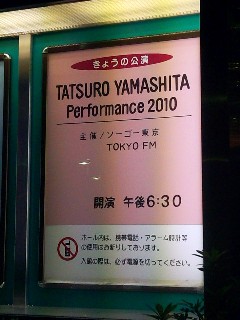 きょうの公演
TATSURO YAMASHITA
Performance 2010
主催/ソーゴー東京
TOKYO FM
開演 午後6:30
ホール内は、携帯電話・アラーム時計等
の使用はお断りしております。
入場の際は、必ず電源を切ってください。